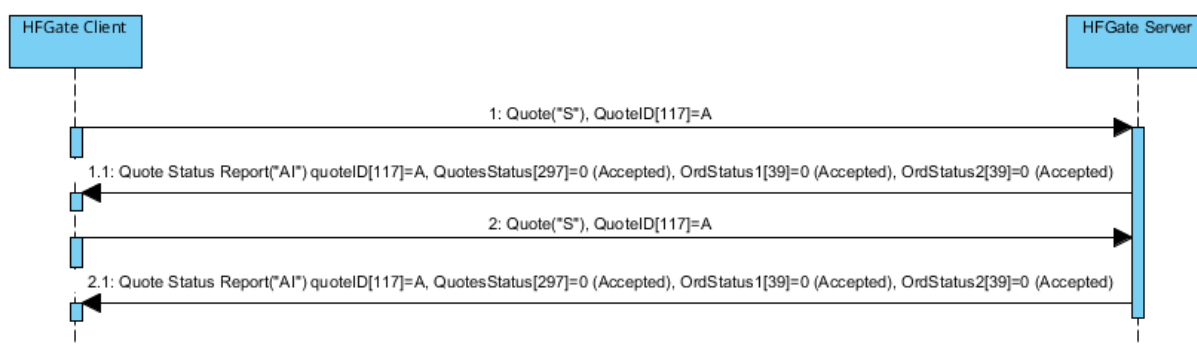 HFGate Client
HFGate Server
1: Quote("S"), QuoteID[117]=A
1.1: Quote Status Report("AI") quoteID[117]=A, QuotesStatus[297]=0 (Accepted), OrdStatus1[39]=0 (Accepted), OrdStatus2[39]=0 (Accepted)
2: Quote("S"), QuoteID[117]=A
2.1: Quote Status Report("AI") quoteID[117]=A, QuotesStatus[297]=0 (Accepted), OrdStatus1[39]=0 (Accepted), OrdStatus2[39]=0 (Accepted)